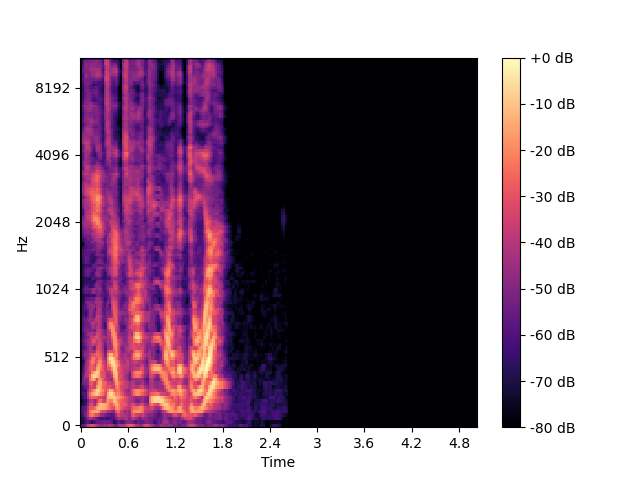 +0 dB
8192
-10 dB
4096
-20 dB
-30 dB
Hz
2048
-40 dB
1024
-50 dB
-60 dB
512
-70 dB
0
-80 dB
0 0.6 1.2 1.8 2.4 3 3.6 4.2 4.8
Time